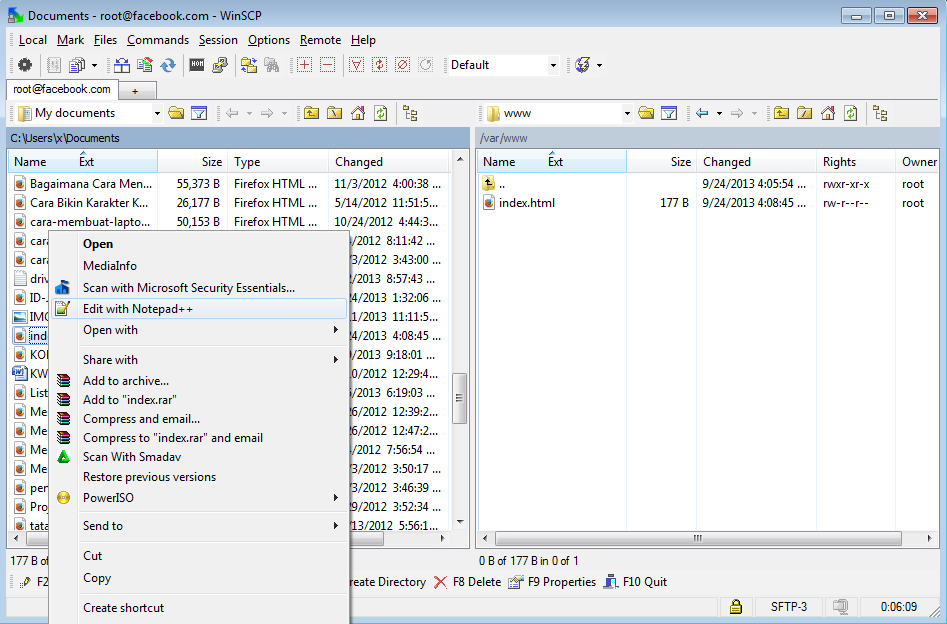 Documents - root@facebook.com - WinSCP
Local Mark Files Commands Session Options Remote Help
Default
root@facebook.com +
My documents
www
C:\Users\x\Documents
/var/www
Name Ext Size Type Changed
Name Ext Size Changed Rights Owner
Bagaimana Cara Men... 55,373 B Firefox HTML ... 11/3/2012 4:00:38 ...
Cara Bikin Karakter K... 26,177 B Firefox HTML ... 5/14/2012 11:51:5...
cara-membuat-lapto... 50,153 B Firefox HTML ... 10/24/2012 4:44:3...
.. 9/24/2013 4:05:54 ... rwxr-xr-x root
index.html 177 B 9/24/2013 4:08:45 ... rw-r--r-- root
cara /2012 8:11:42 ...
cara /3/2012 3:43:00 ...
driv /2013 8:57:43 ...
ID-. /24/2013 1:32:06 ...
IMG /1/2013 11:11:5...
inde /24/2013 4:08:45 ...
KOI /2013 9:18:01 ...
KW /0/2012 12:29:4...
List /5/2013 6:19:03 ...
Me 26/2012 12:39:2...
Me 26/2012 12:47:2...
Me 4/2012 7:56:54 ...
Me /2012 3:50:17 ...
per /3/2012 3:46:39 ...
Proj 29/2012 3:52:34 ...
tata /13/2012 5:56:1...
Open
MediaInfo
Scan with Microsoft Security Essentials...
Edit with Notepad++
Open with
Share with
Add to archive...
Add to "index.rar"
Compress and email...
Compress to "index.rar" and email
Scan With Smadav
Restore previous versions
PowerISO
Send to
Cut
Copy
Create shortcut
177 B of
0 B of 177 B in 0 of 1
F2 reate Directory F8 Delete F9 Properties F10 Quit
SFTP-3 0:06:09